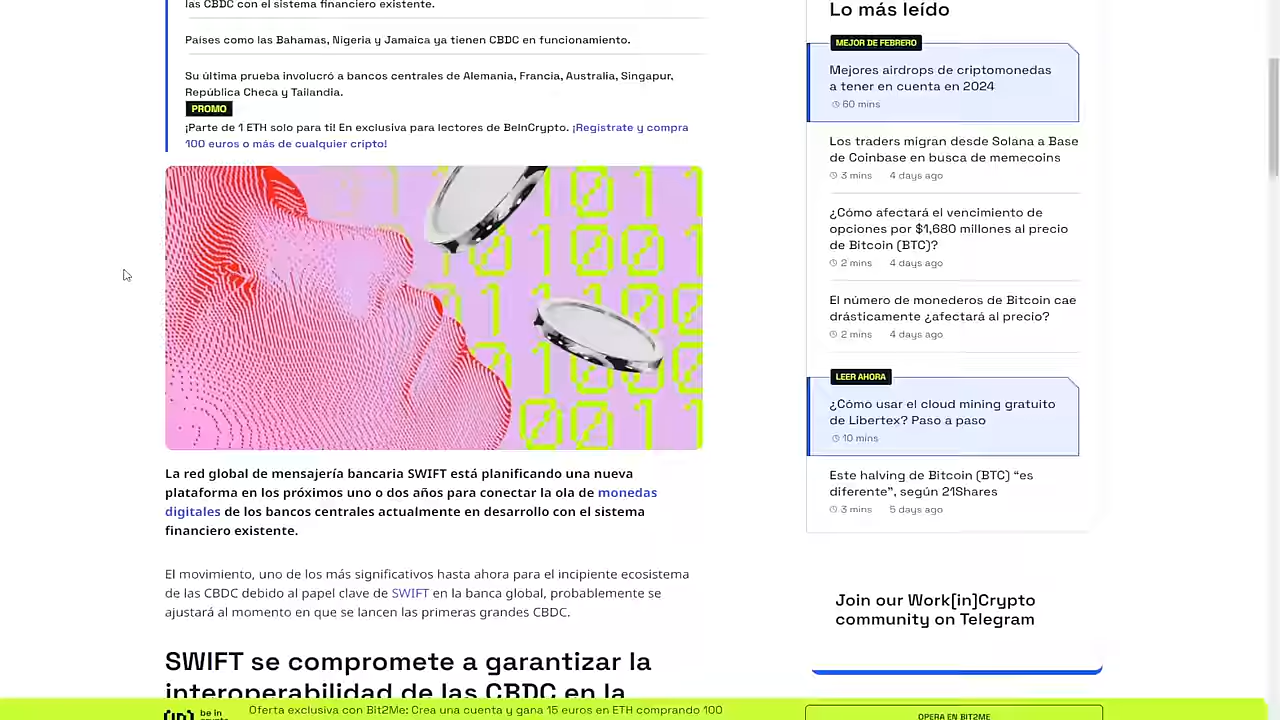 las CBDC con el sistema financiero existente.
Países como las Bahamas, Nigeria y Jamaica ya tienen CBDC en funcionamiento.
Su última prueba involucró a bancos centrales de Alemania, Francia, Australia, Singapur,
República Checa y Tailandia.
PROMO
¡Parte de 1 ETH solo para ti! En exclusiva para lectores de BeInCrypto. ¡Regístrate y compra
100 euros o más de cualquier cripto!
La red global de mensajería bancaria SWIFT está planificando una nueva
plataforma en los próximos uno o dos años para conectar la ola de monedas
digitales de los bancos centrales actualmente en desarrollo con el sistema
financiero existente.
El movimiento, uno de los más significativos hasta ahora para el incipiente ecosistema
de las CBDC debido al papel clave de SWIFT en la banca global, probablemente se
ajustará al momento en que se lancen las primeras grandes CBDC.
SWIFT se compromete a garantizar la
interoperabilidad de las CBDC en la
Lo más leído
MEJOR DE FEBRERO
Mejores airdrops de criptomonedas
a tener en cuenta en 2024
60 mins
Los traders migran desde Solana a Base
de Coinbase en busca de memecoins
3 mins 4 days ago
¿Cómo afectará el vencimiento de
opciones por $1,680 millones al precio
de Bitcoin (BTC)?
2 mins 4 days ago
El número de monederos de Bitcoin cae
drásticamente ¿afectará al precio?
2 mins 4 days ago
LEER AHORA
¿Cómo usar el cloud mining gratuito
de Libertex? Paso a paso
10 mins
Este halving de Bitcoin (BTC) “es
diferente”, según 21Shares
3 mins 5 days ago
Join our Work[in]Crypto
community on Telegram
be in
Oferta exclusiva con Bit2Me: Crea una cuenta y gana 15 euros en ETH comprando 100
OPERA EN BIT2ME